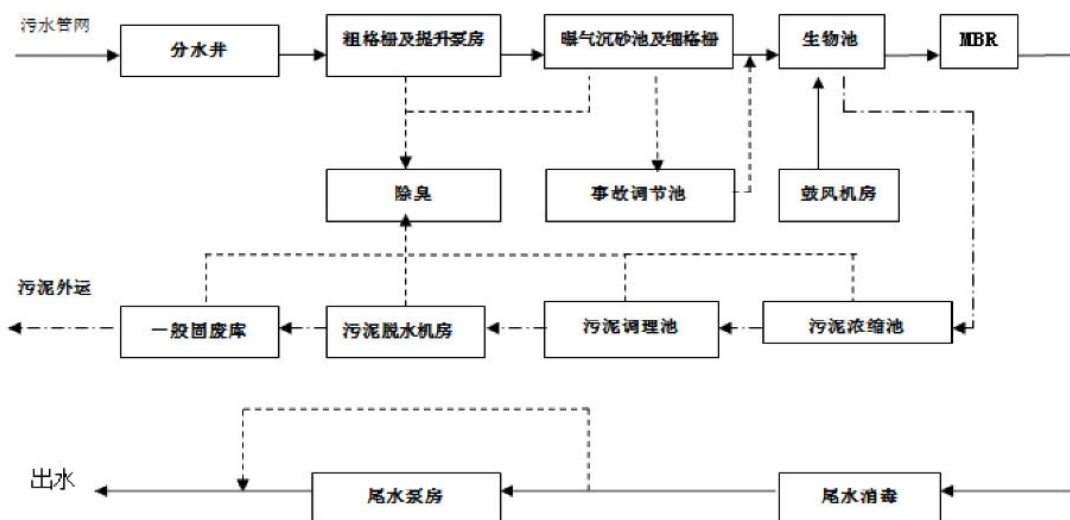 污水管网
分水井
粗格栅及提升泵房
曝气沉砂池及细格栅
生物池
MBR
除臭
事故调节池
鼓风机房
污泥外运
一般固废库
污泥脱水机房
污泥调理池
污泥浓缩池
出水
尾水泵房
尾水消毒